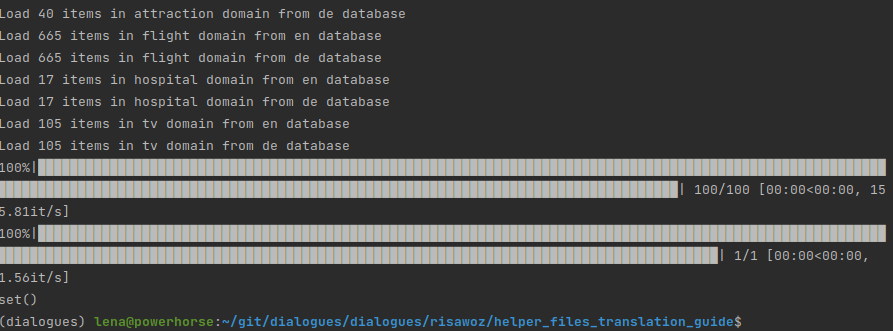 Load 40 items in attraction domain from de database
Load 665 items in flight domain from en database
Load 665 items in flight domain from de database
Load 17 items in hospital domain from en database
Load 17 items in hospital domain from de database
Load 105 items in tv domain from en database
Load 105 items in tv domain from de database
100%|
| 100/100 [00:00<00:00, 15
5.81it/s]
100%|
| 1/1 [00:00<00:00,
1.56it/s]
set()
(dialogues) lena@powerhorse:~/git/dialogues/dialogues/risawoz/helper_files_translation_guide$